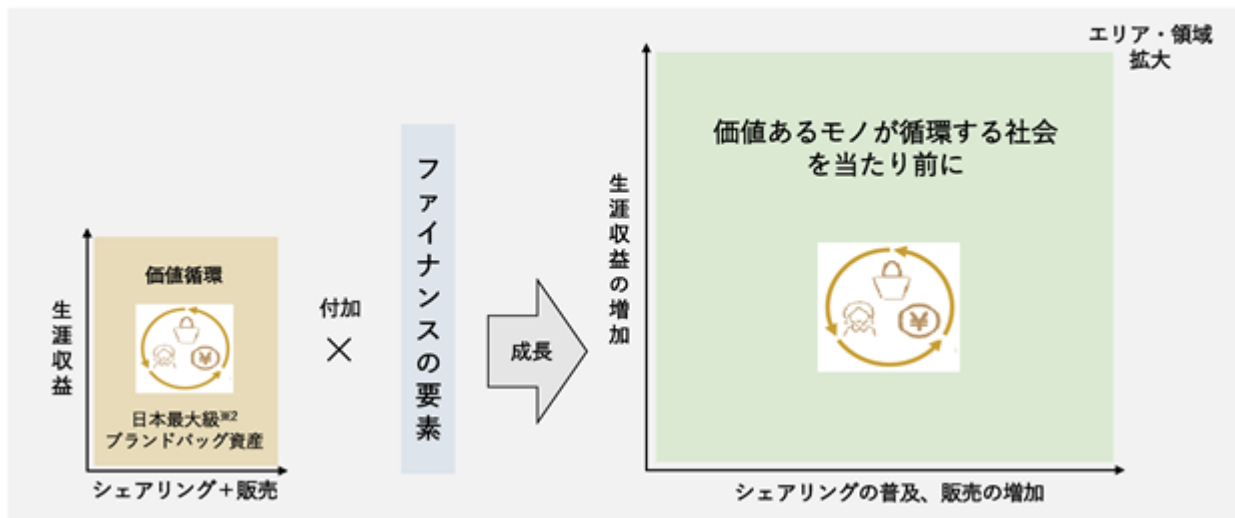 生涯収益
価値循環
日本最大級※2
ブランドバッグ資産
シェアリング＋販売
付加
×
ファイナンスの要素
成長
生涯収益の増加
エリア・領域
拡大
価値あるモノが循環する社会
を当たり前に
シェアリングの普及、販売の増加
¥
¥